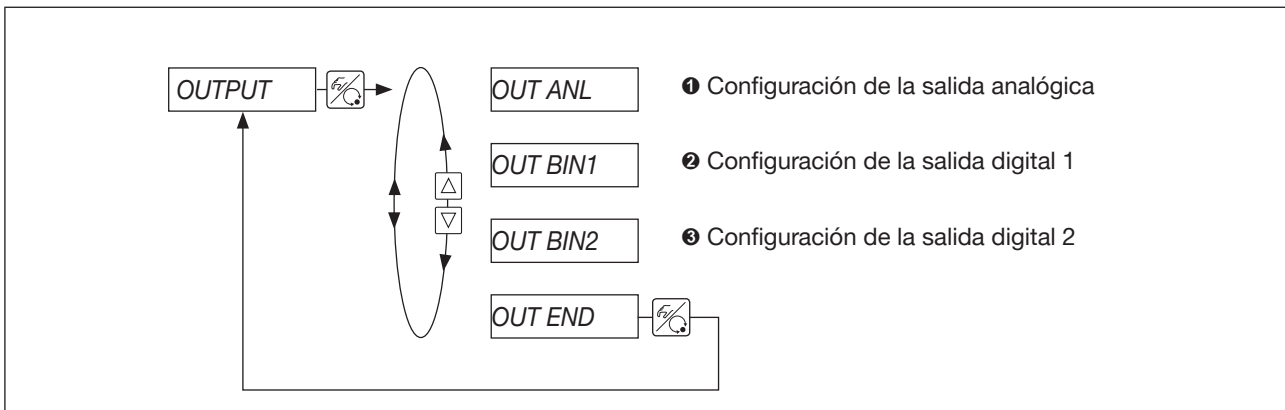 OUTPUT
OUT ANL ❶ Configuración de la salida analógica
OUT BIN1 ❷ Configuración de la salida digital 1
OUT BIN2 ❸ Configuración de la salida digital 2
OUT END